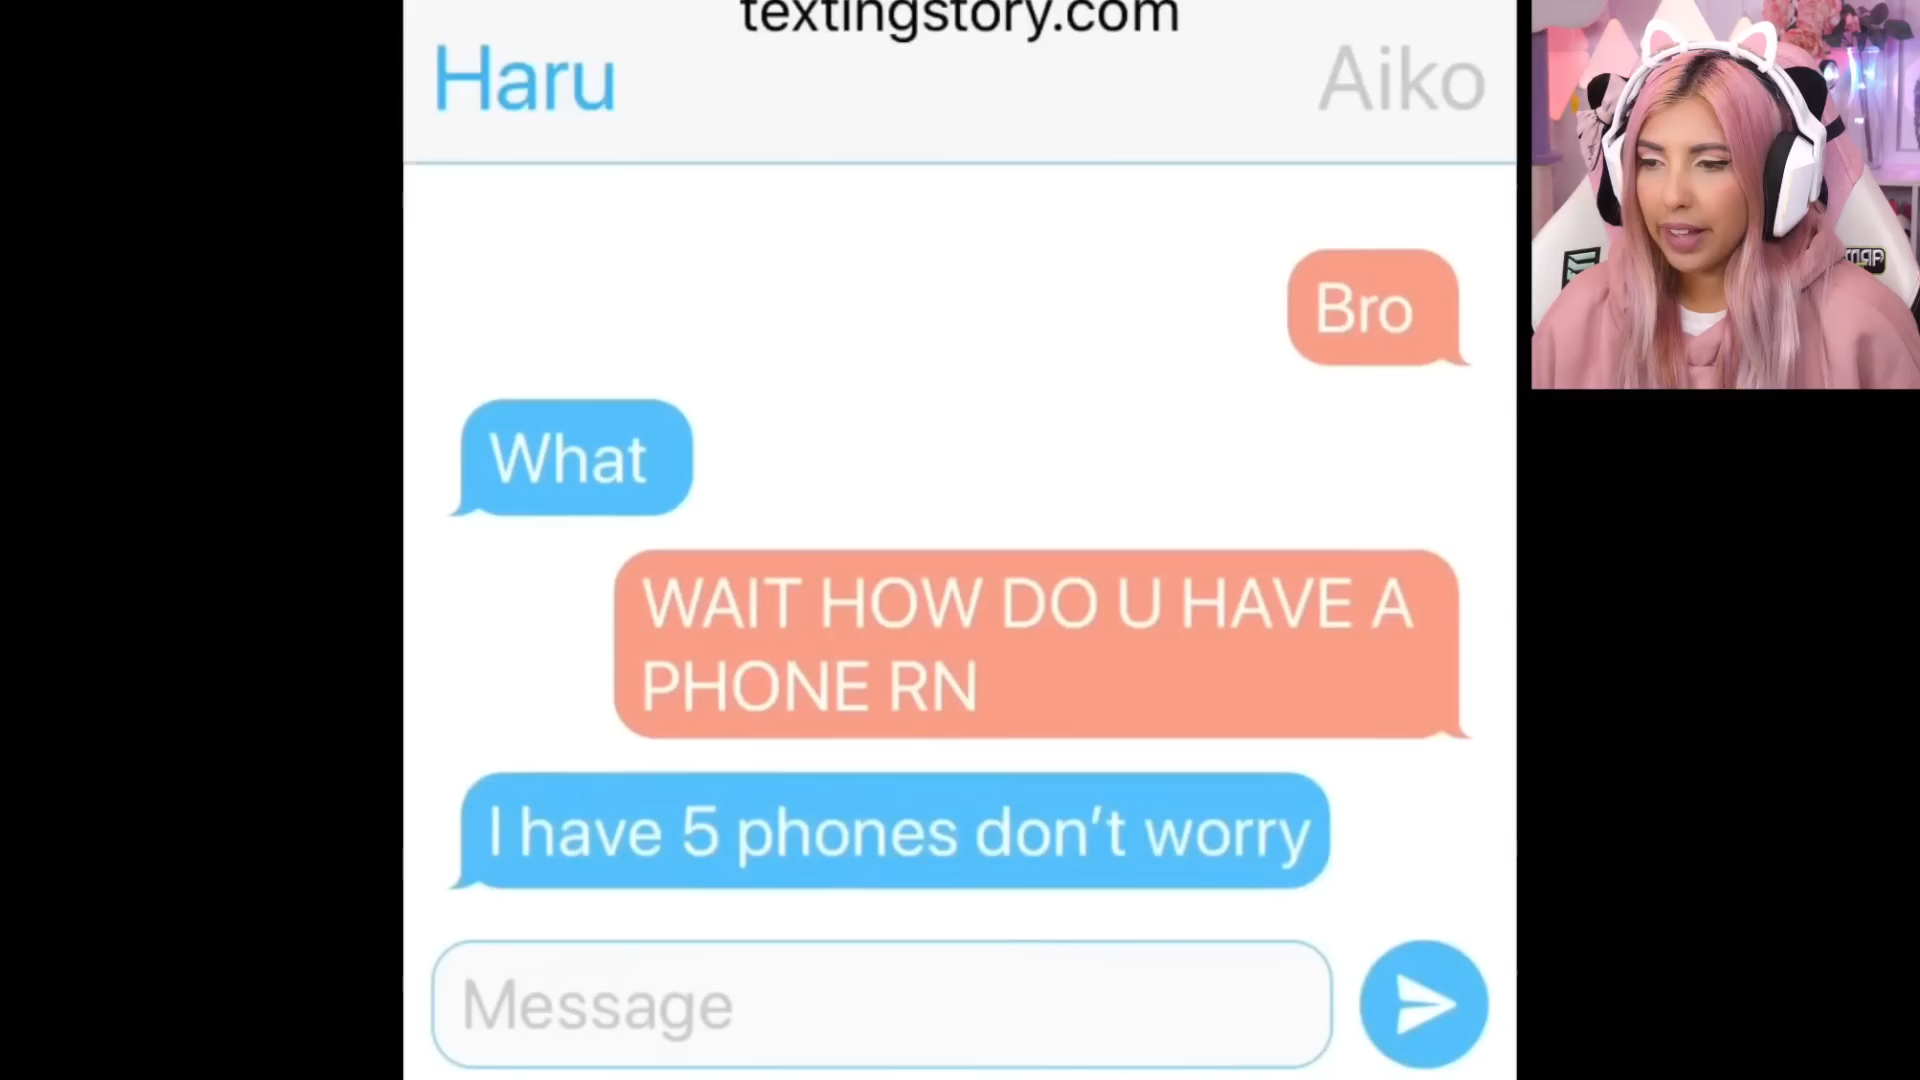 textingstory.com
Haru
Aiko
Bro
What
WAIT HOW DO U HAVE A
PHONE RN
I have 5 phones don't worry
Message